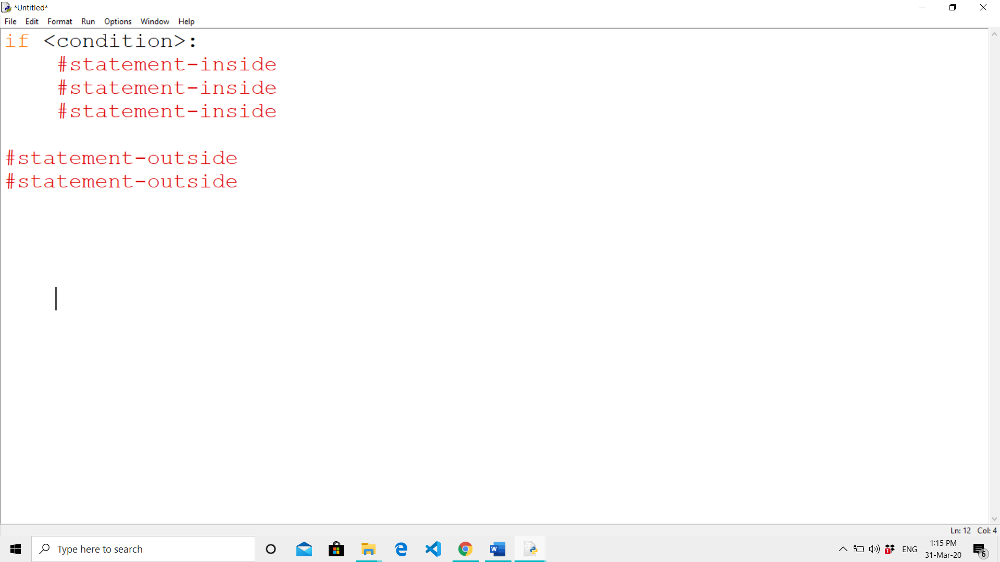 *Untitled*
File Edit Format Run Options Window Help
if <condition>:
    #statement-inside
    #statement-inside
    #statement-inside
#statement-outside
#statement-outside
Ln: 12 Col: 4
Type here to search
W
1
ENG
1:15 PM
31-Mar-20
6